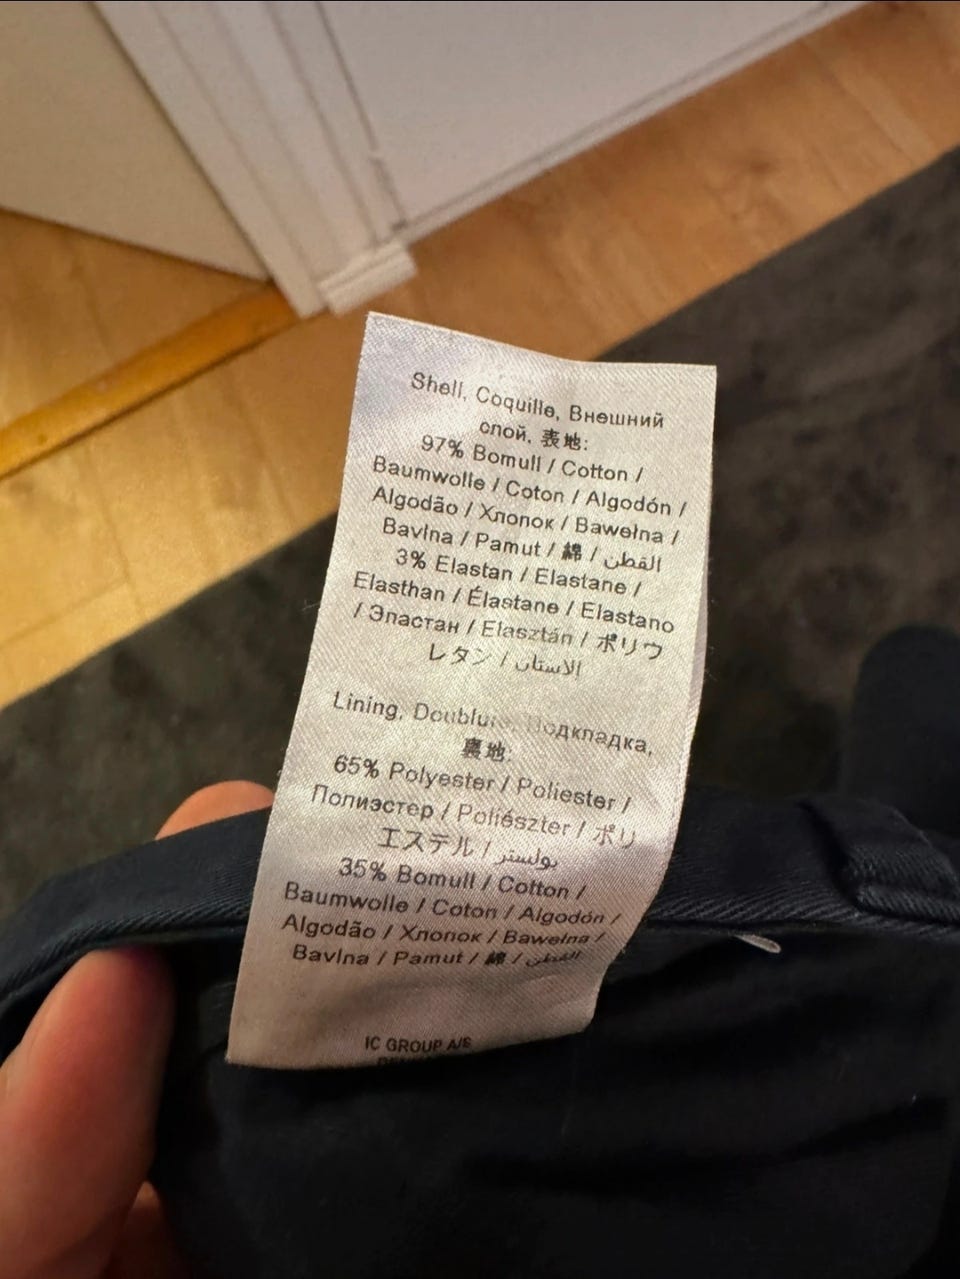 Shell, Coquille, Внешний
слой, 表地:
97% Bomull / Cotton /
Baumwolle / Coton / Algodón /
Algodão / Хлопок / Bawełna /
Bavlna / Pamut / 綿 / القطن
3% Elastan / Elastane /
Elasthan / Élastane / Elastano
/ Эластан / Elasztán / ポリウ
レタン / الاستان
Lining, Doublure, Подкладка,
裏地:
65% Polyester / Poliester /
Полиэстер / Poliészter / ポリ
エステル / بولستر
35% Bomull / Cotton /
Baumwolle / Coton / Algodón /
Algodão / Хлопок / Bawełna /
Bavlna / Pamut / 綿 / القطن
IC GROUP A/S